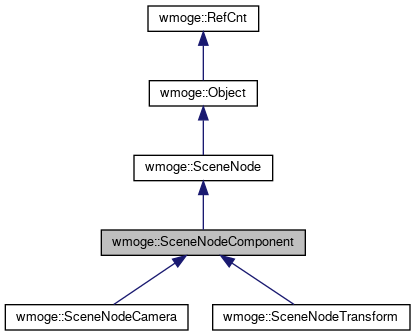 wmoge::RefCnt
wmoge::Object
wmoge::SceneNode
wmoge::SceneNodeComponent
wmoge::SceneNodeCamera
wmoge::SceneNodeTransform